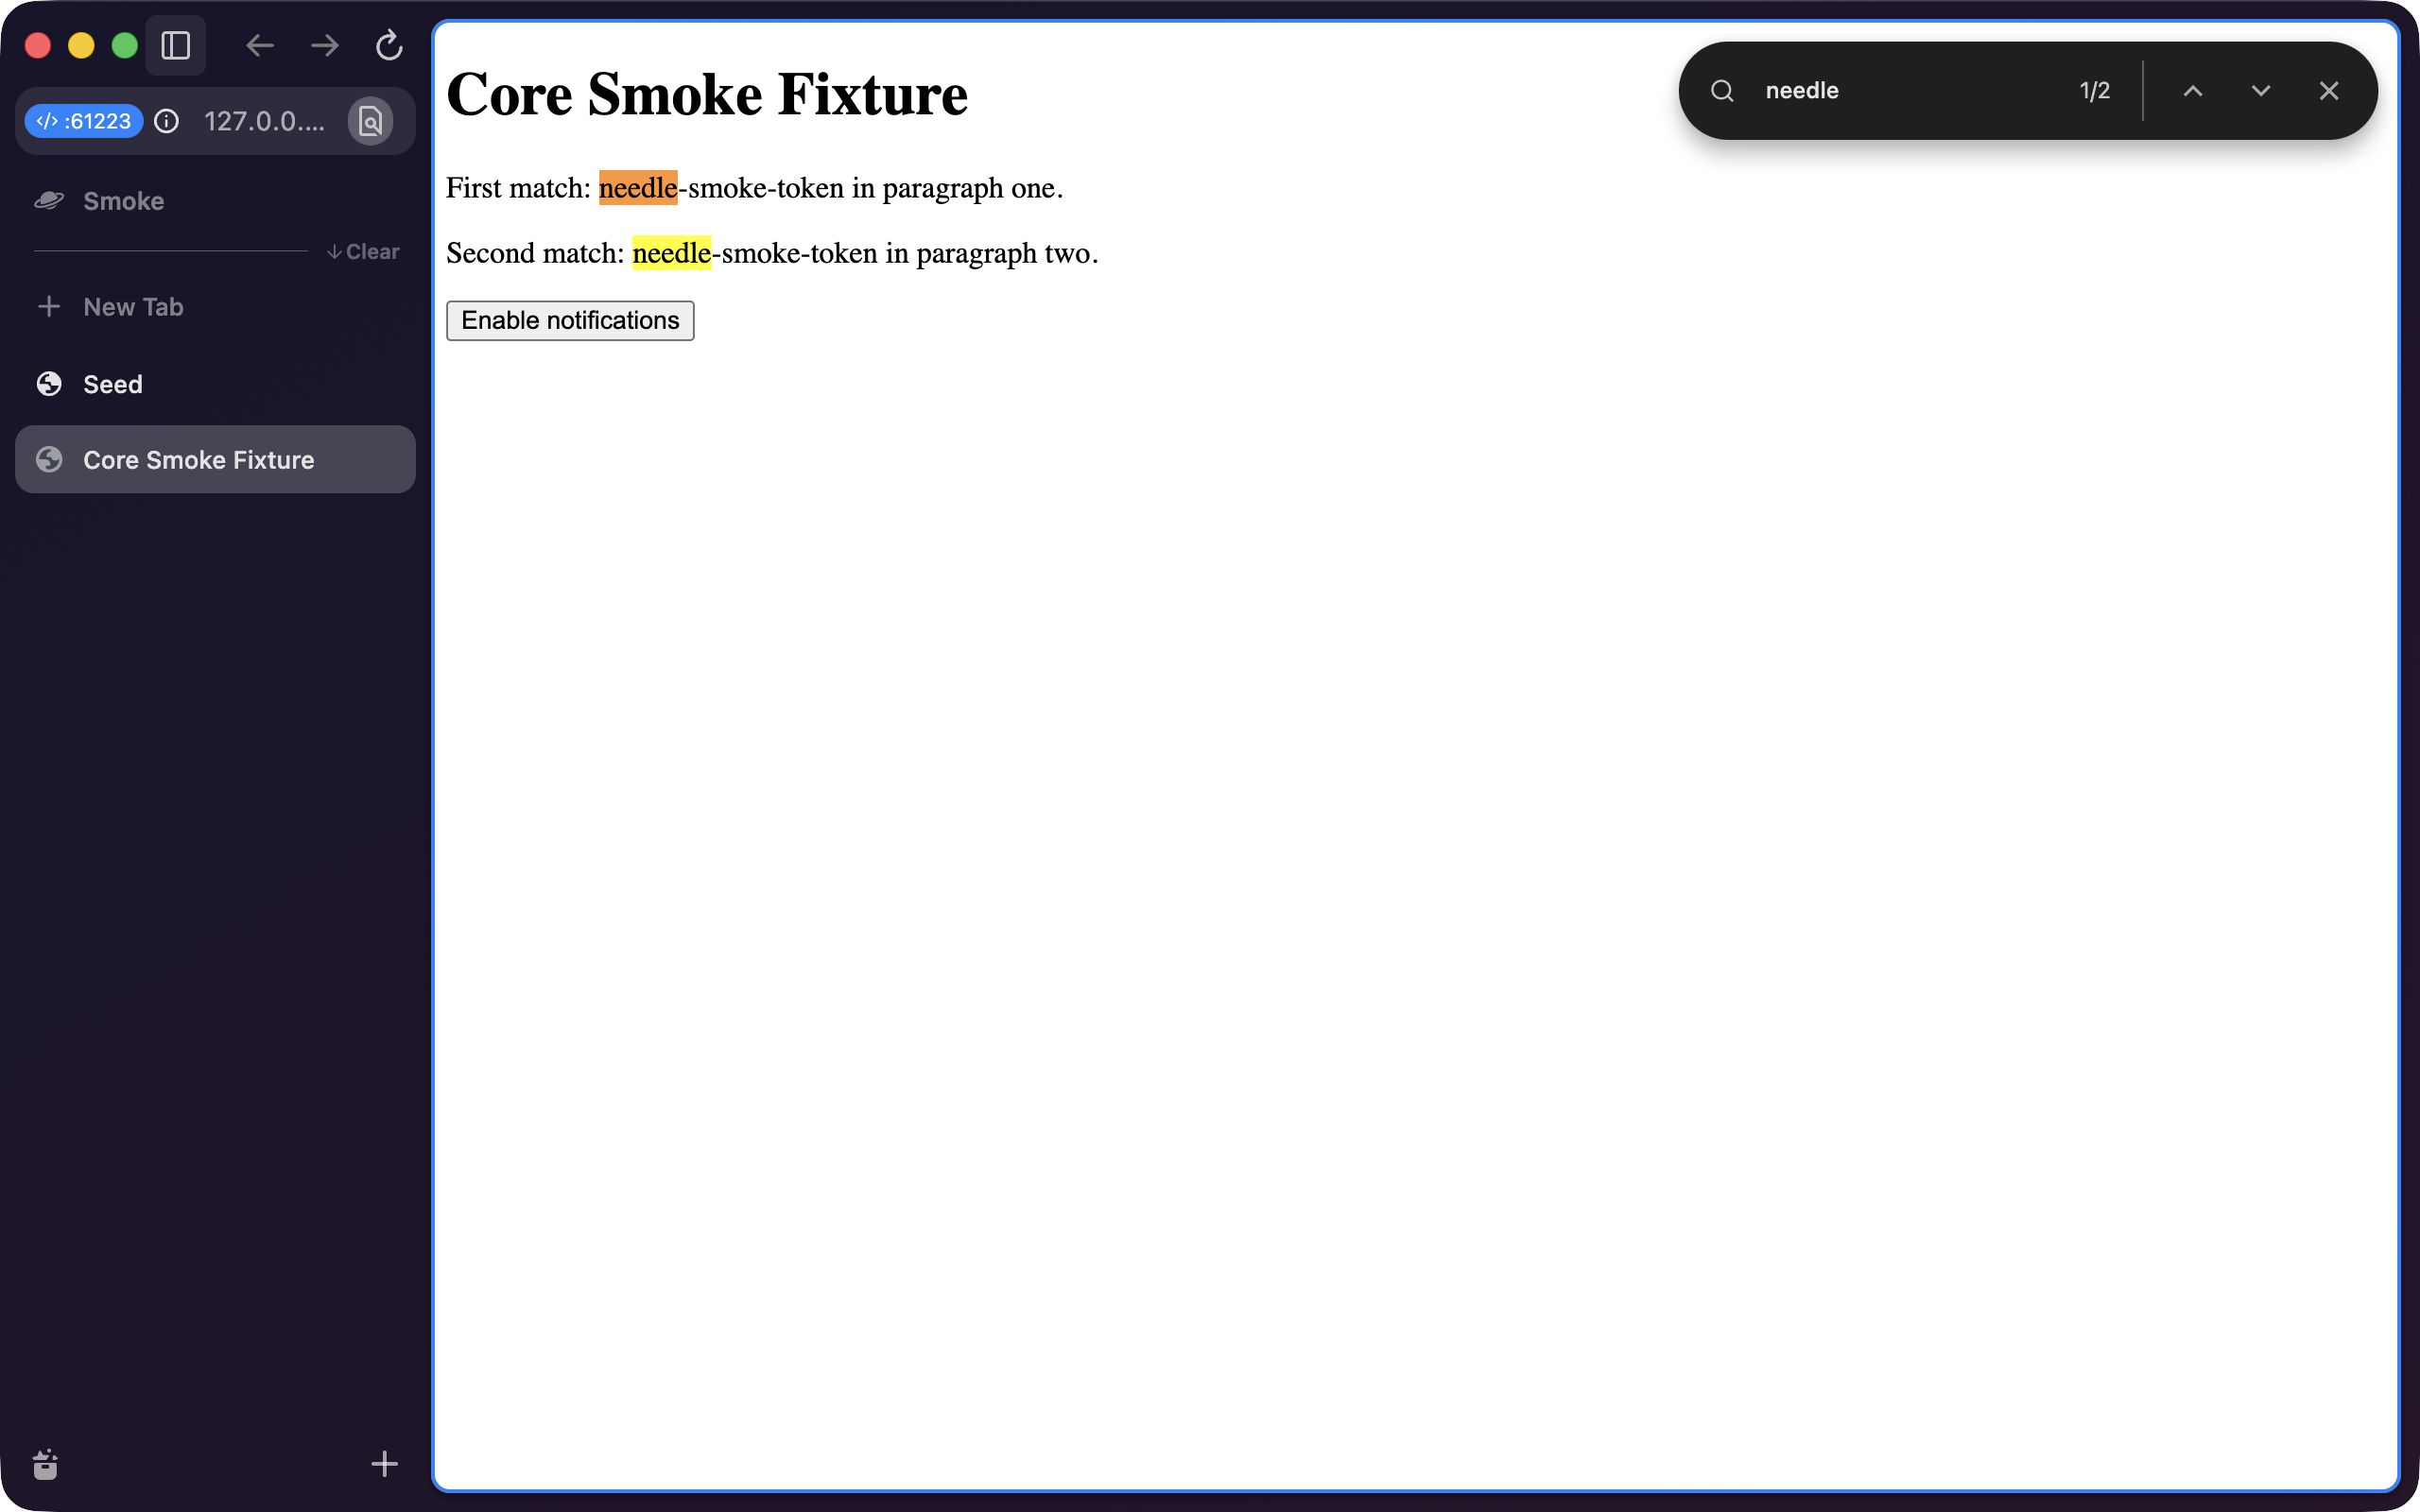 </> :61223
127.0.0....
Smoke
Clear
New Tab
Seed
Core Smoke Fixture
Core Smoke Fixture
needle
1/2
First match: needle-smoke-token in paragraph one.
Second match: needle-smoke-token in paragraph two.
Enable notifications